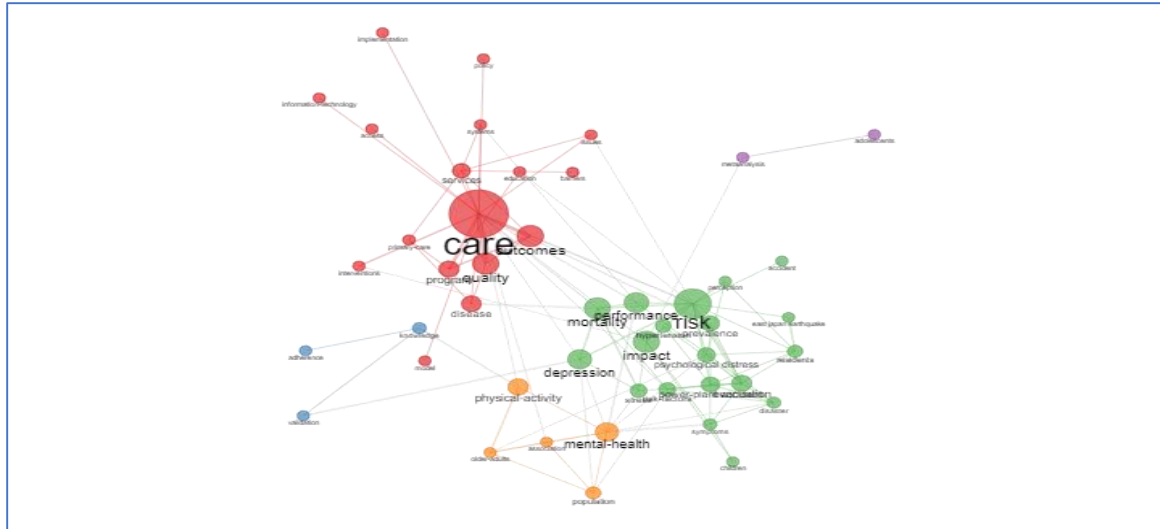 implementation
policy
information-technology
access
systems
issues
adolescents
metaanalysis
services
education
barriers
care
outcomes
primary-care
quality
interventions
program
disease
accident
perception
mortality
performance
risk
east japan earthquake
prevalence
hypertension
knowledge
impact
residents
adherence
model
depression
psychological distress
physical-activity
evacuation
disaster
validation
symptoms
association
mental-health
older-adults
children
population